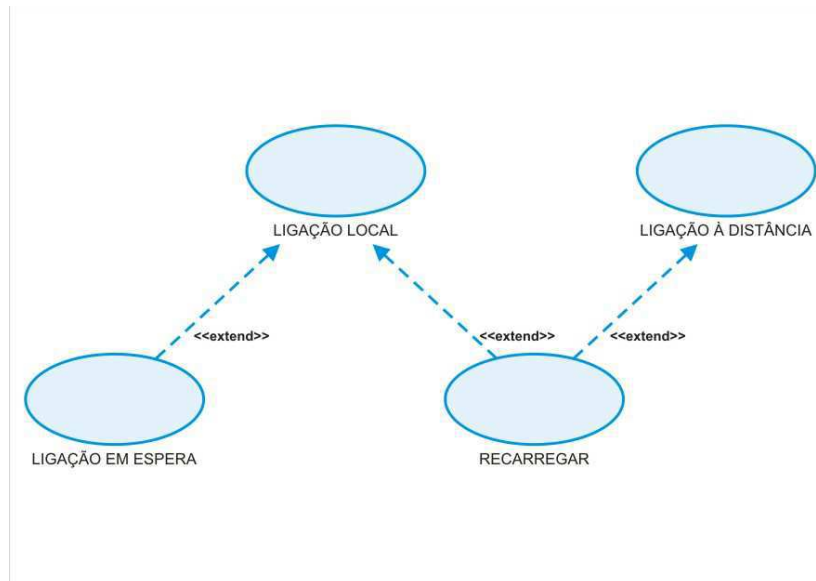 LIGAÇÃO LOCAL
LIGAÇÃO À DISTÂNCIA
<<extend>>
<<extend>>
<<extend>>
LIGAÇÃO EM ESPERA
RECARREGAR